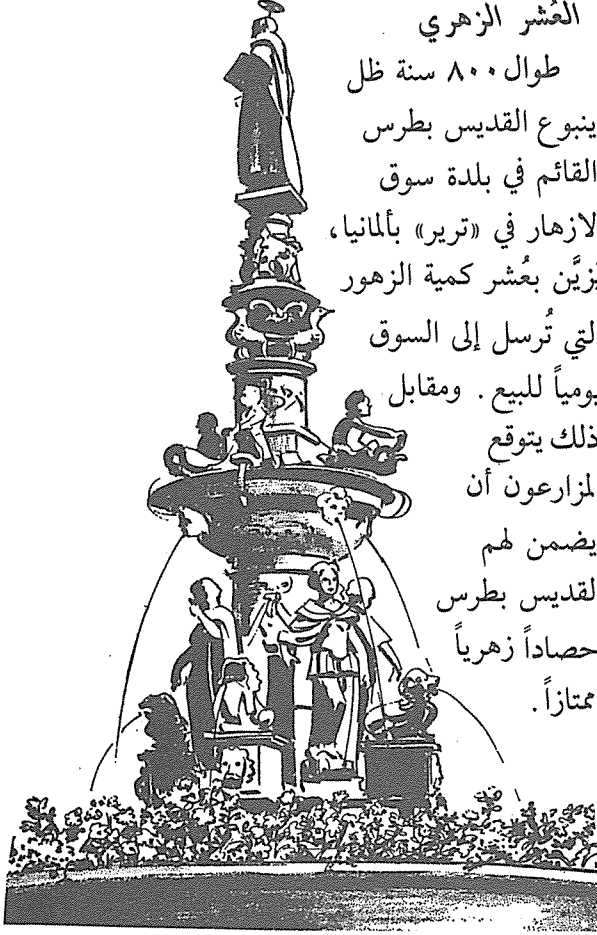 العُشر الزهري
طوال ٨٠٠ سنة ظل
ينبوع القديس بطرس
القائم في بلدة سوق
لازهار في «ترير» بألمانيا،
يُزيَّن بعُشر كمية الزهور
لتي تُرسل إلى السوق
يومياً للبيع. ومقابل
ذلك يتوقع
لمزارعون أن
يضمن لهم
لقديس بطرس
حصاداً زهرياً
ممتازاً.